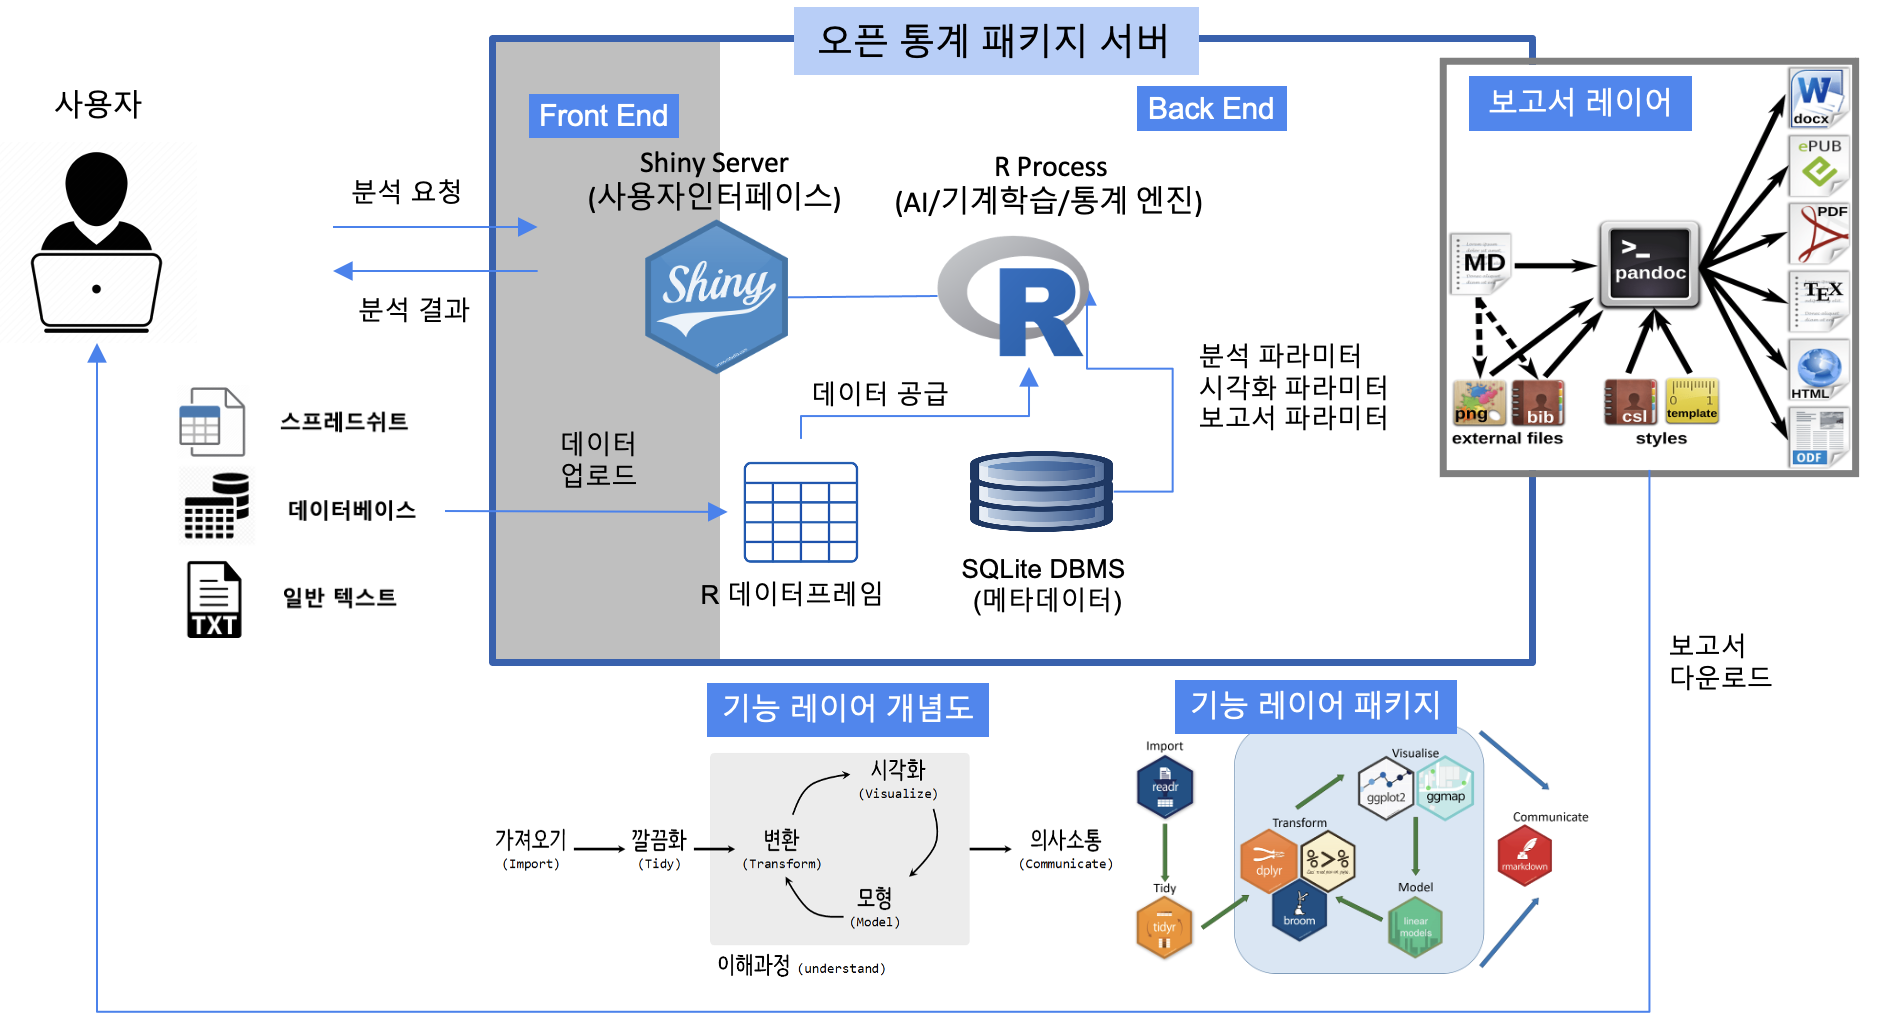 오픈 통계 패키지 서버
사용자
Front End
Back End
보고서 레이어
Shiny Server
(사용자인터페이스)
R Process
(AI/기계학습/통계 엔진)
분석 요청
분석 결과
Shiny
R
MD
pandoc
W
docx
ePUB
PDF
TEX
HTML
ODF
png
bib
csl
0 1
template
external files
styles
분석 파라미터
시각화 파라미터
보고서 파라미터
데이터 공급
스프레드쉬트
데이터베이스
TXT
일반 텍스트
데이터
업로드
R 데이터프레임
SQLite DBMS
(메타데이터)
보고서
다운로드
기능 레이어 개념도
가져오기
(Import)
깔끔화
(Tidy)
변환
(Transform)
시각화
(Visualize)
모형
(Model)
의사소통
(Communicate)
이해과정 (understand)
기능 레이어 패키지
Import
readr
Tidy
tidyr
Transform
dplyr
%>%
broom
Visualise
ggplot2
ggmap
Model
linear
models
Communicate
rmarkdown